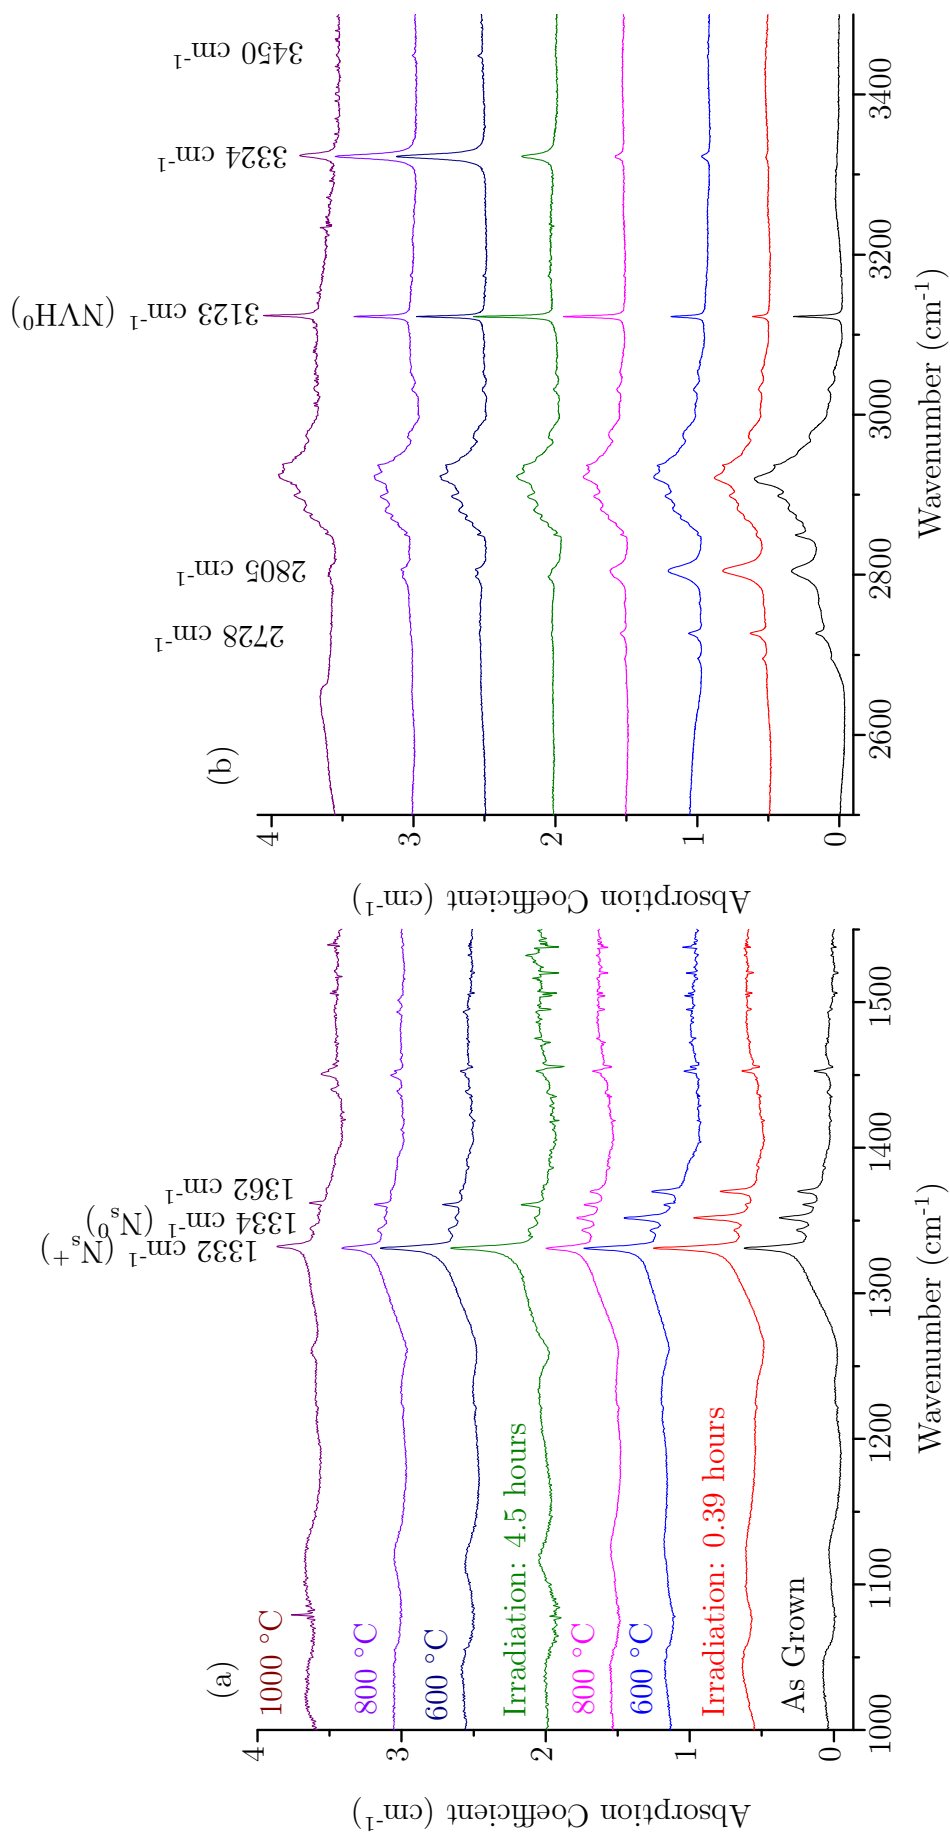 (a)
1332 cm⁻¹ (Nₛ⁺)
1334 cm⁻¹ (Nₛ⁰)
1362 cm⁻¹
1000 °C
800 °C
600 °C
Irradiation: 4.5 hours
800 °C
600 °C
Irradiation: 0.39 hours
As Grown
Absorption Coefficient (cm⁻¹)
4
3
2
1
0
1000
1100
1200
1300
1400
1500
Wavenumber (cm⁻¹)
(b)
2728 cm⁻¹
2805 cm⁻¹
3123 cm⁻¹ (NVH⁰)
3324 cm⁻¹
3450 cm⁻¹
Absorption Coefficient (cm⁻¹)
4
3
2
1
0
2600
2800
3000
3200
3400
Wavenumber (cm⁻¹)